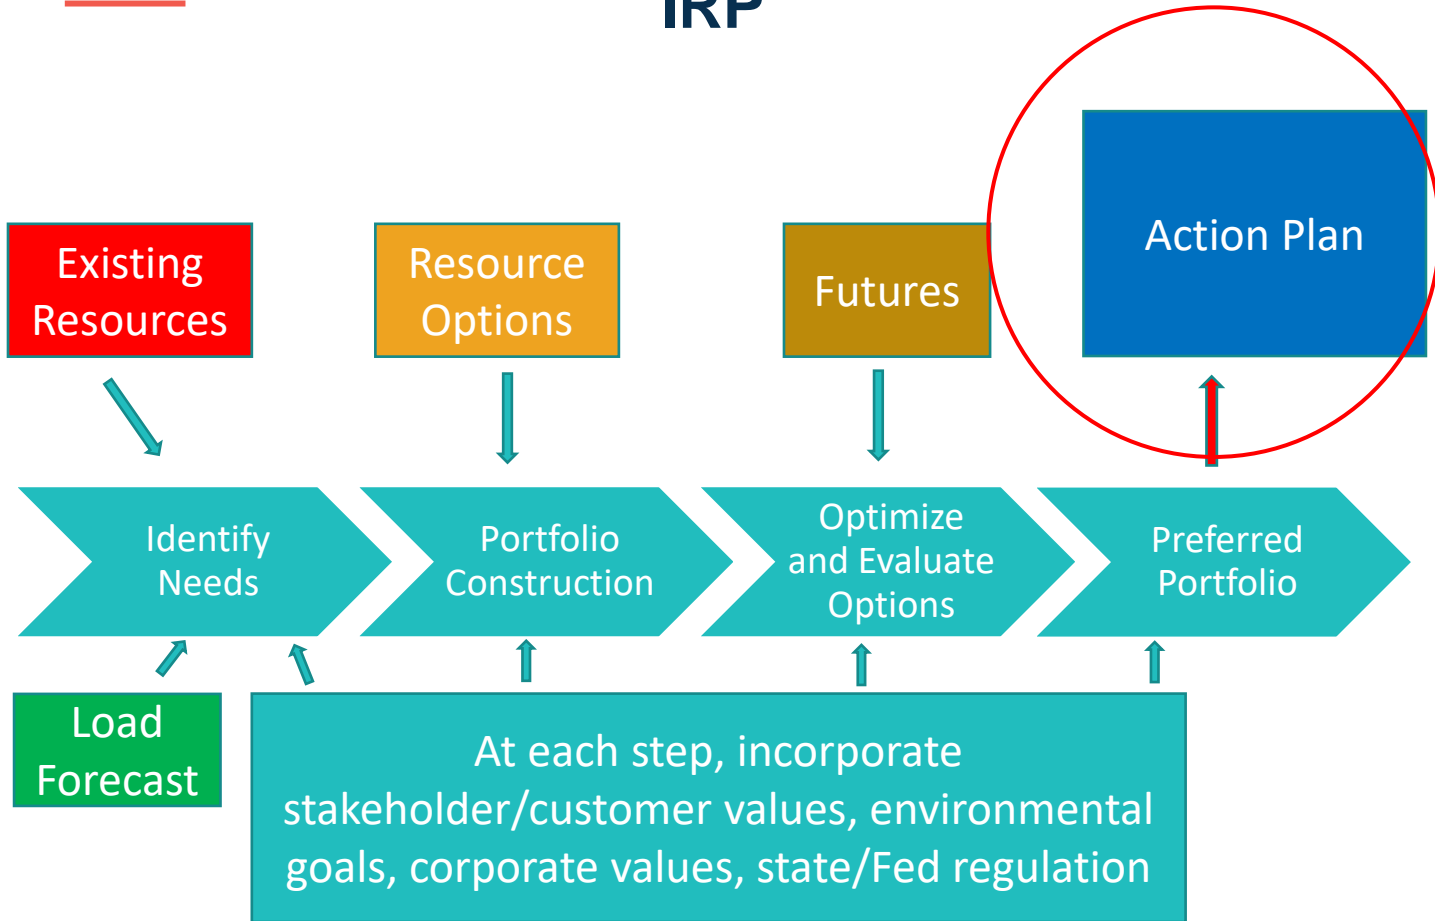 IRP
Existing
Resources
Resource
Options
Futures
Action Plan
Identify
Needs
Portfolio
Construction
Optimize
and Evaluate
Options
Preferred
Portfolio
Load
Forecast
At each step, incorporate
stakeholder/customer values, environmental
goals, corporate values, state/Fed regulation